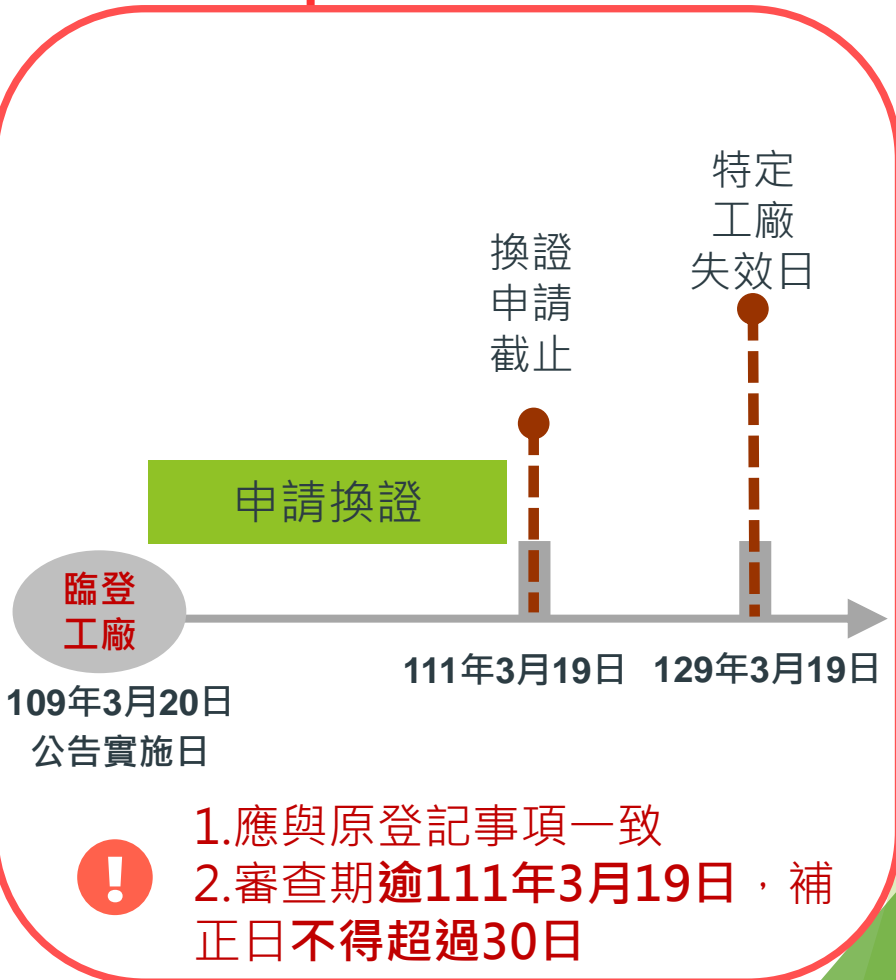 特定
工廠
失效日
換證
申請
截止
申請換證
臨登
工廠
111年3月19日
129年3月19日
109年3月20日
公告實施日
!
1.應與原登記事項一致
2.審查期逾111年3月19日，補
正日不得超過30日